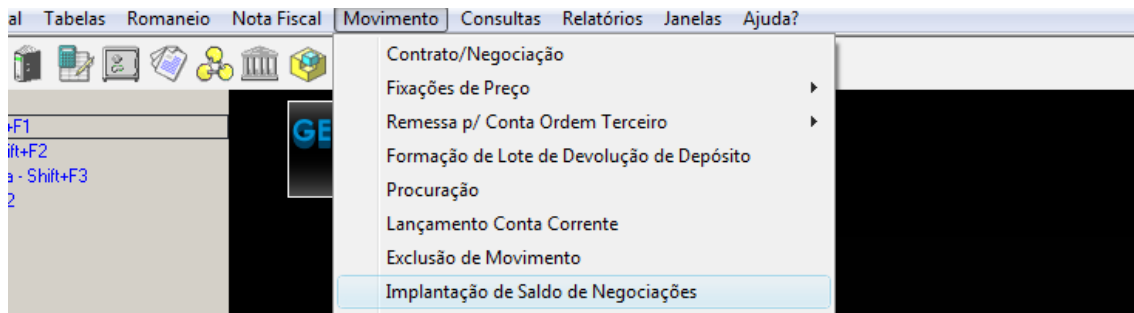 al Tabelas Romaneio Nota Fiscal Movimento Consultas Relatórios Janelas Ajuda?
Contrato/Negociação
Fixações de Preço
+F1
Remessa p/ Conta Ordem Terceiro
GE
ift+F2
Formação de Lote de Devolução de Depósito
a - Shift+F3
Procuração
2
Lançamento Conta Corrente
Exclusão de Movimento
Implantação de Saldo de Negociações